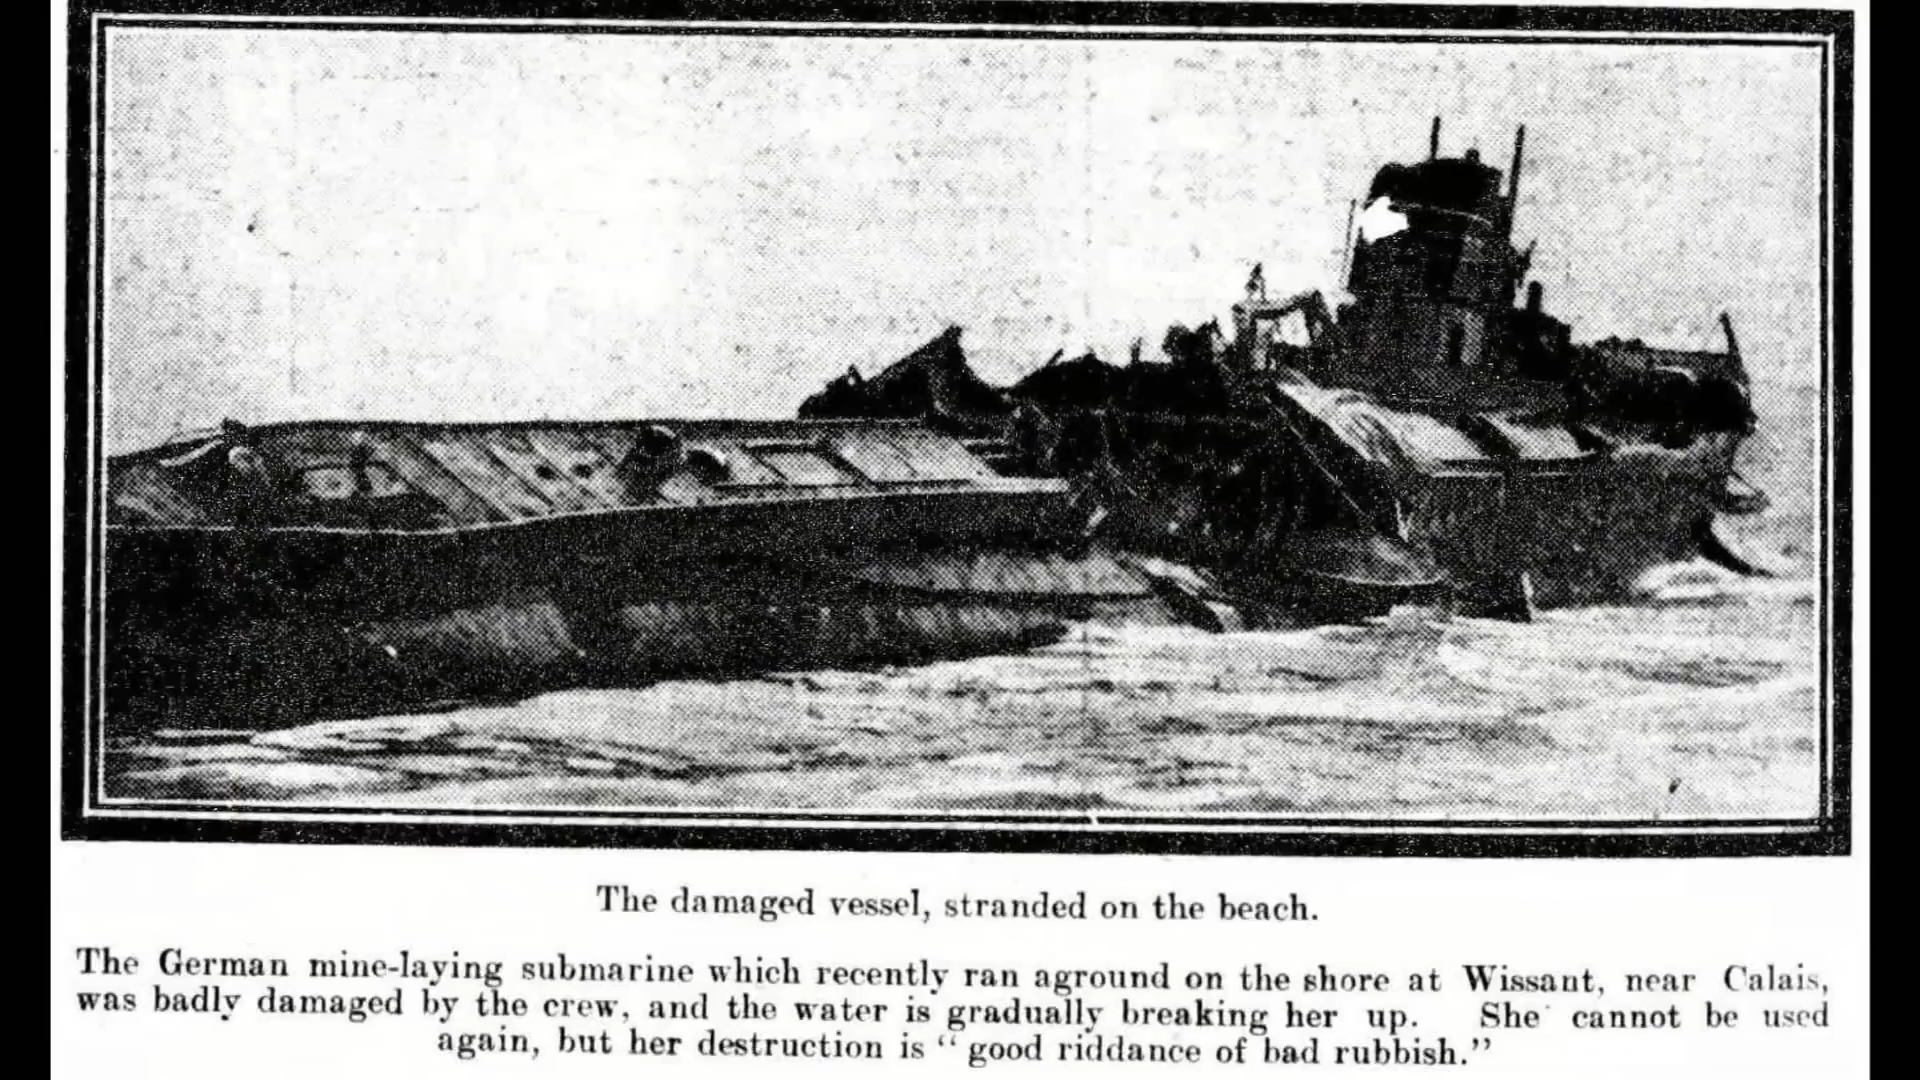 The damaged vessel, stranded on the beach.
The German mine-laying submarine which recently ran aground on the shore at Wissant, near Calais,
was badly damaged by the crew, and the water is gradually breaking her up. She cannot be used
again, but her destruction is "good riddance of bad rubbish."